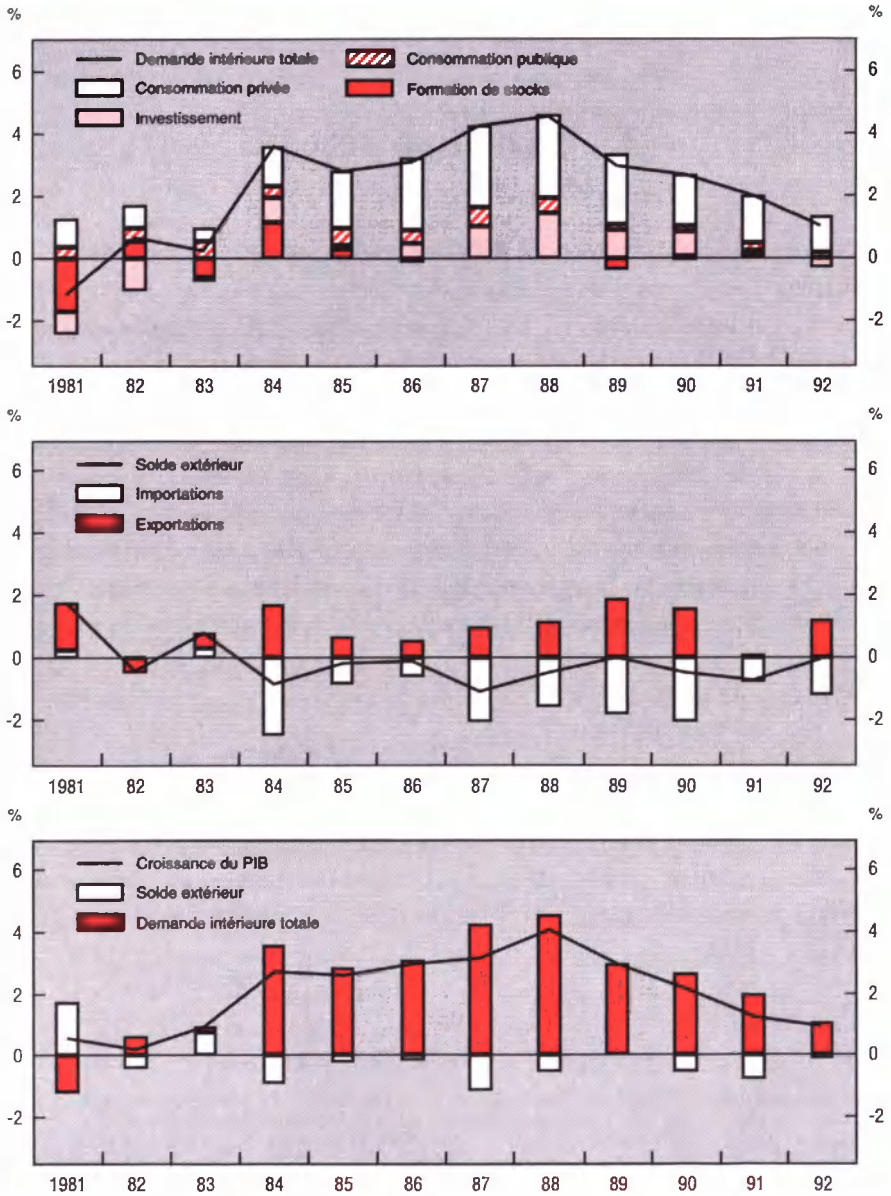 % %
Demande intérieure totale Consommation publique
Consommation privée Formation de stocks
Investissement
6 6
4 4
2 2
0 0
-2 -2
1981 82 83 84 85 86 87 88 89 90 91 92
% %
Solde extérieur
Importations
Exportations
6 6
4 4
2 2
0 0
-2 -2
1981 82 83 84 85 86 87 88 89 90 91 92
% %
Croissance du PIB
Solde extérieur
Demande intérieure totale
6 6
4 4
2 2
0 0
-2 -2
1981 82 83 84 85 86 87 88 89 90 91 92